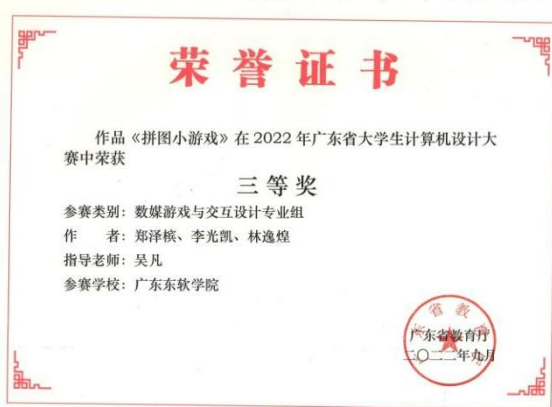 荣誉证书
作品《拼图小游戏》在 2022 年广东省大学生计算机设计大
赛中荣获
三等奖
参赛类别：数媒游戏与交互设计专业组
作　　者：郑泽槟、李光凯、林逸煌
指导老师：吴凡
参赛学校：广东东软学院
广东省教育厅
二〇二二年九月